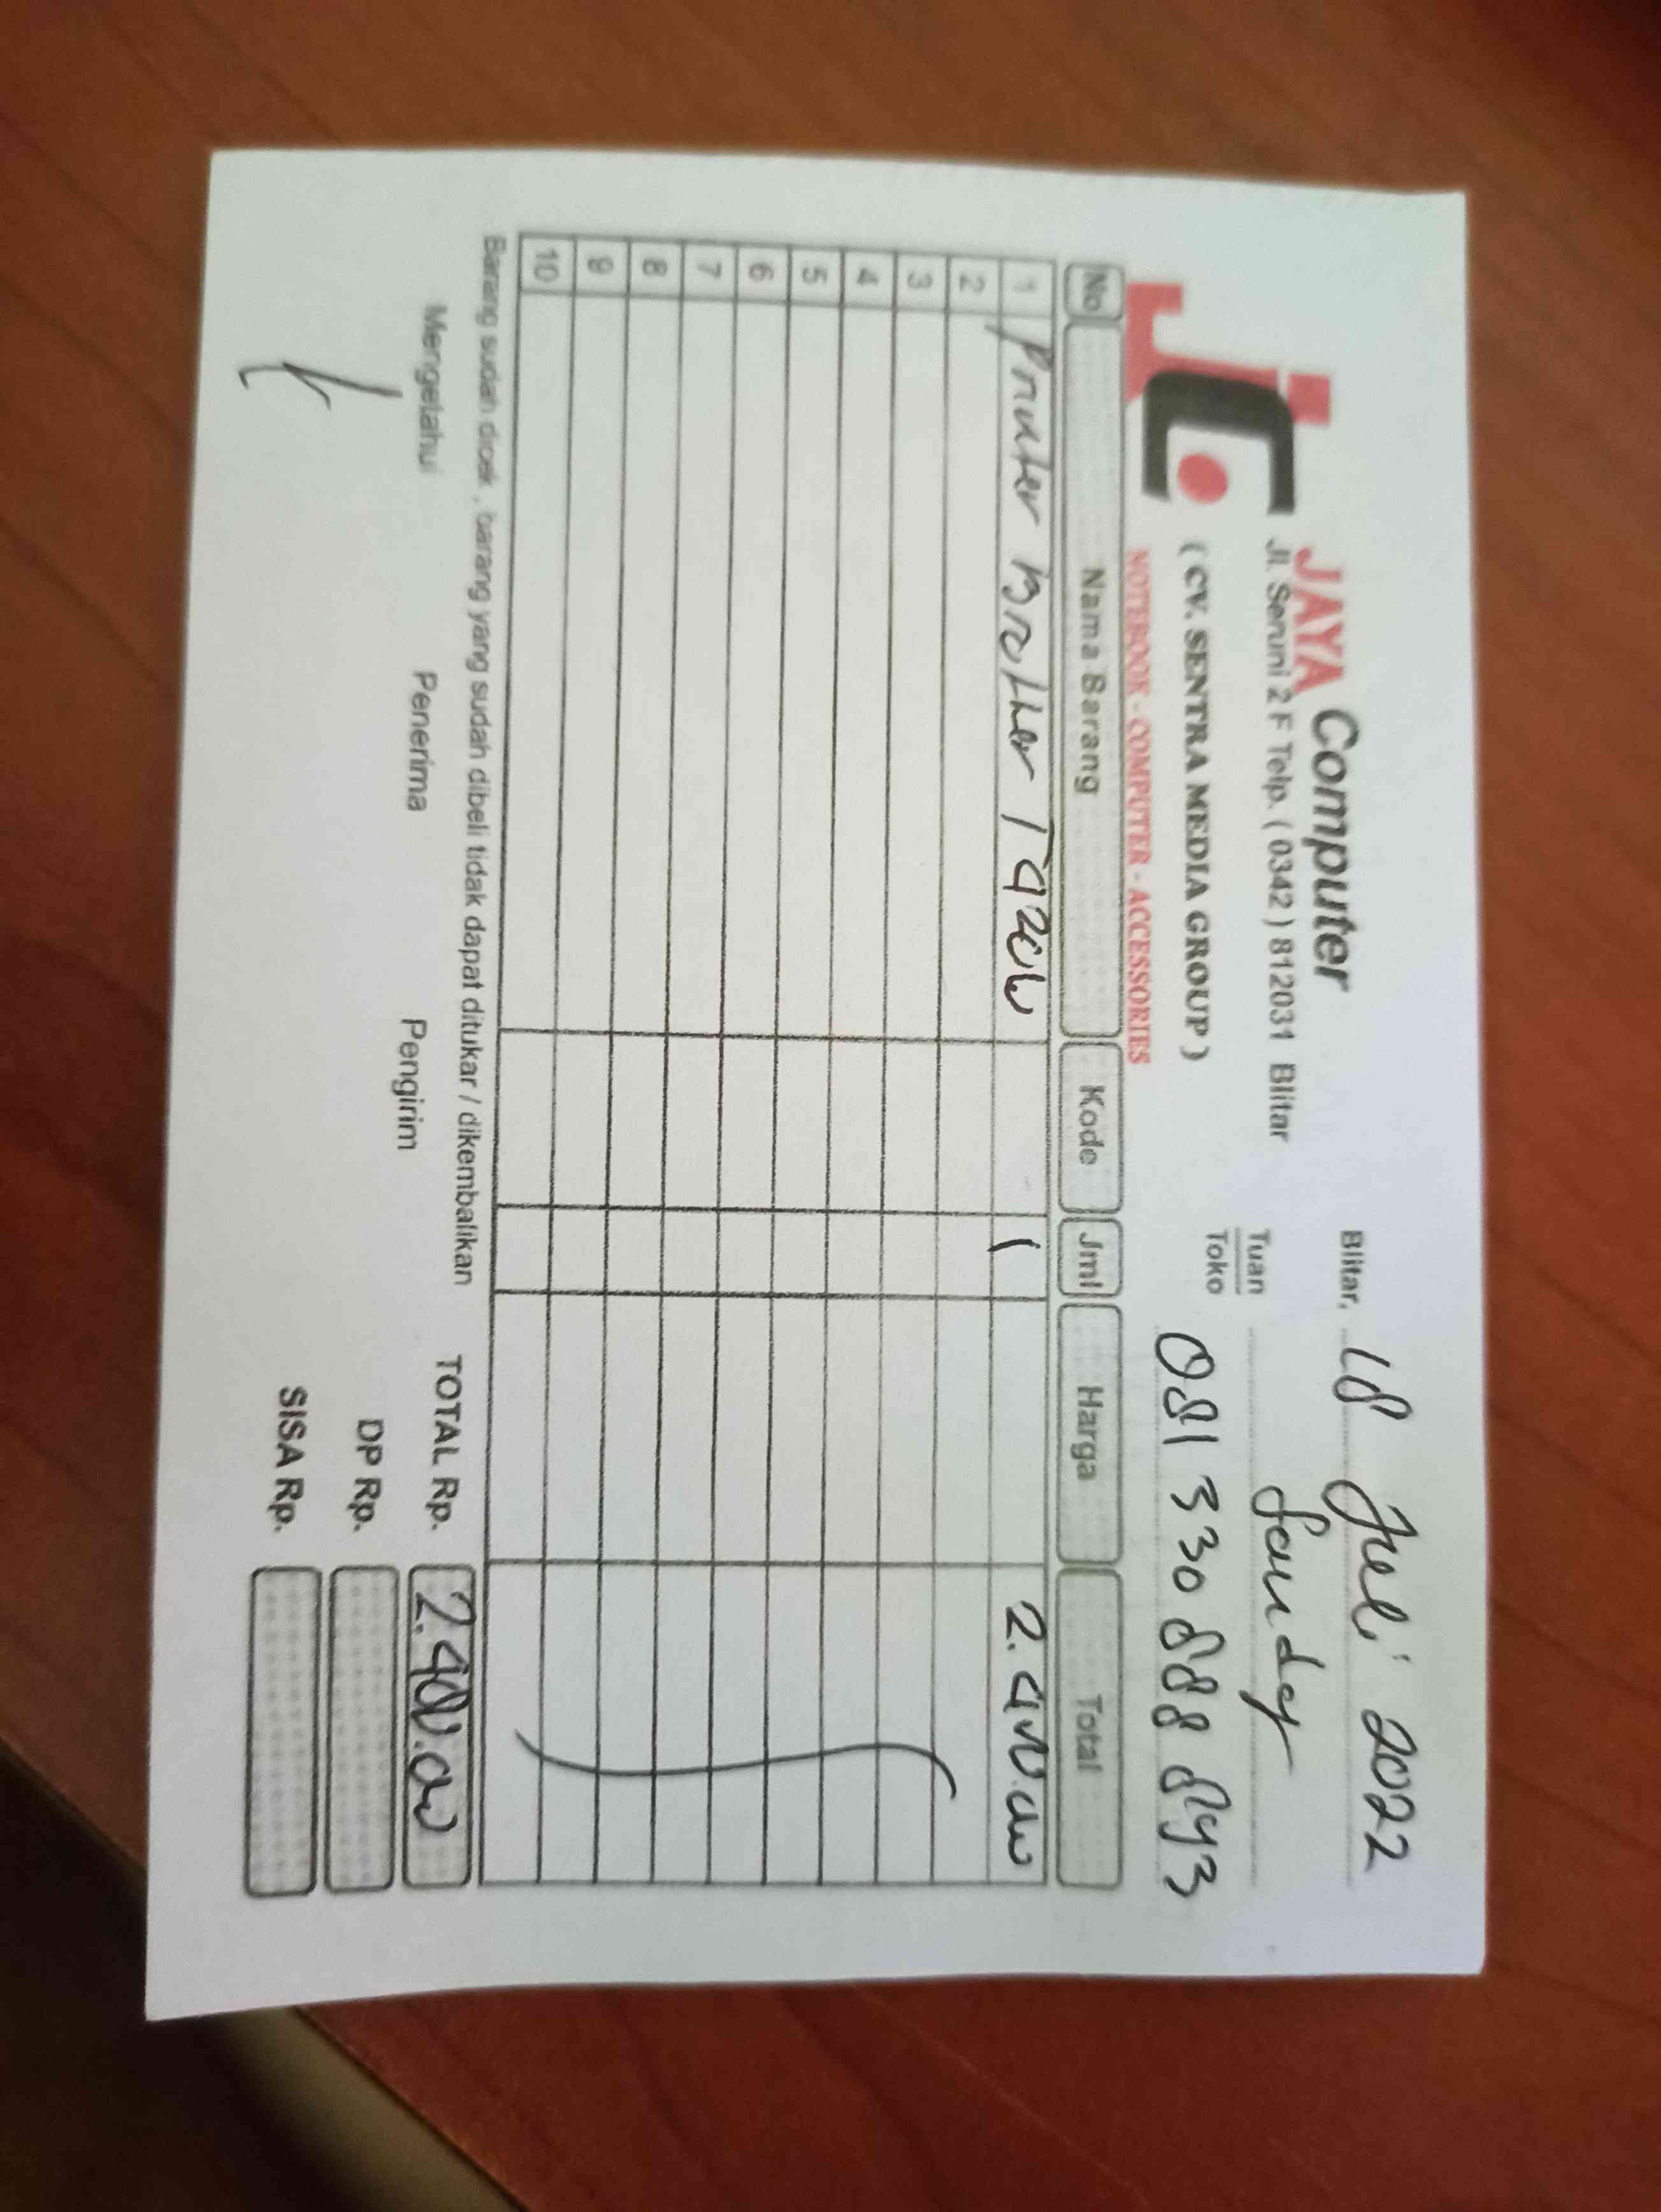 JAYA Computer
Jl. Seruni 2 F Telp. ( 0342 ) 812031 Blitar
( CV. SENTRA MEDIA GROUP )
NOTEBOOK - COMPUTER - ACCESSORIES
Blitar, 18 Juli 2022
Tuan Sandy
Toko
081 330 888 893
No Nama Barang Kode Jml Harga Total
1 Printer Brother T420W 1 2.400.000
2
3
4
5
6
7
8
9
10
Barang sudah dicek , barang yang sudah dibeli tidak dapat ditukar / dikembalikan
Mengetahui Penerima Pengirim
TOTAL Rp. 2.400.000
DP Rp.
SISA Rp.